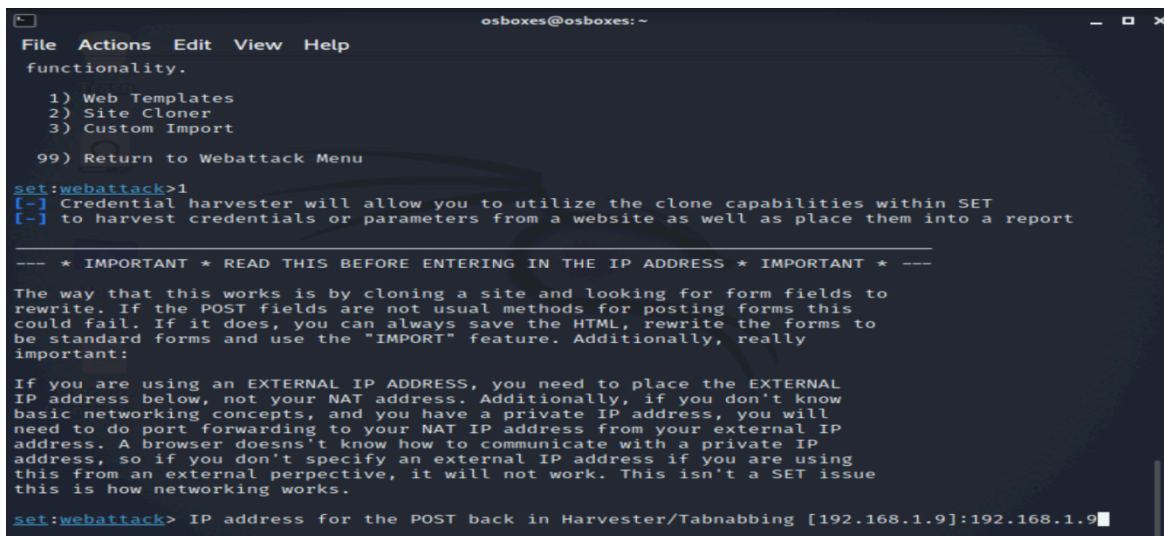 osboxes@osboxes: ~
File Actions Edit View Help
functionality.
1) Web Templates
2) Site Cloner
3) Custom Import
99) Return to Webattack Menu
set:webattack>1
[-] Credential harvester will allow you to utilize the clone capabilities within SET
[-] to harvest credentials or parameters from a website as well as place them into a report
--- * IMPORTANT * READ THIS BEFORE ENTERING IN THE IP ADDRESS * IMPORTANT * ---
The way that this works is by cloning a site and looking for form fields to
rewrite. If the POST fields are not usual methods for posting forms this
could fail. If it does, you can always save the HTML, rewrite the forms to
be standard forms and use the "IMPORT" feature. Additionally, really
important:
If you are using an EXTERNAL IP ADDRESS, you need to place the EXTERNAL
IP address below, not your NAT address. Additionally, if you don't know
basic networking concepts, and you have a private IP address, you will
need to do port forwarding to your NAT IP address from your external IP
address. A browser doesns't know how to communicate with a private IP
address, so if you don't specify an external IP address if you are using
this from an external perpective, it will not work. This isn't a SET issue
this is how networking works.
set:webattack> IP address for the POST back in Harvester/Tabnabbing [192.168.1.9]:192.168.1.9